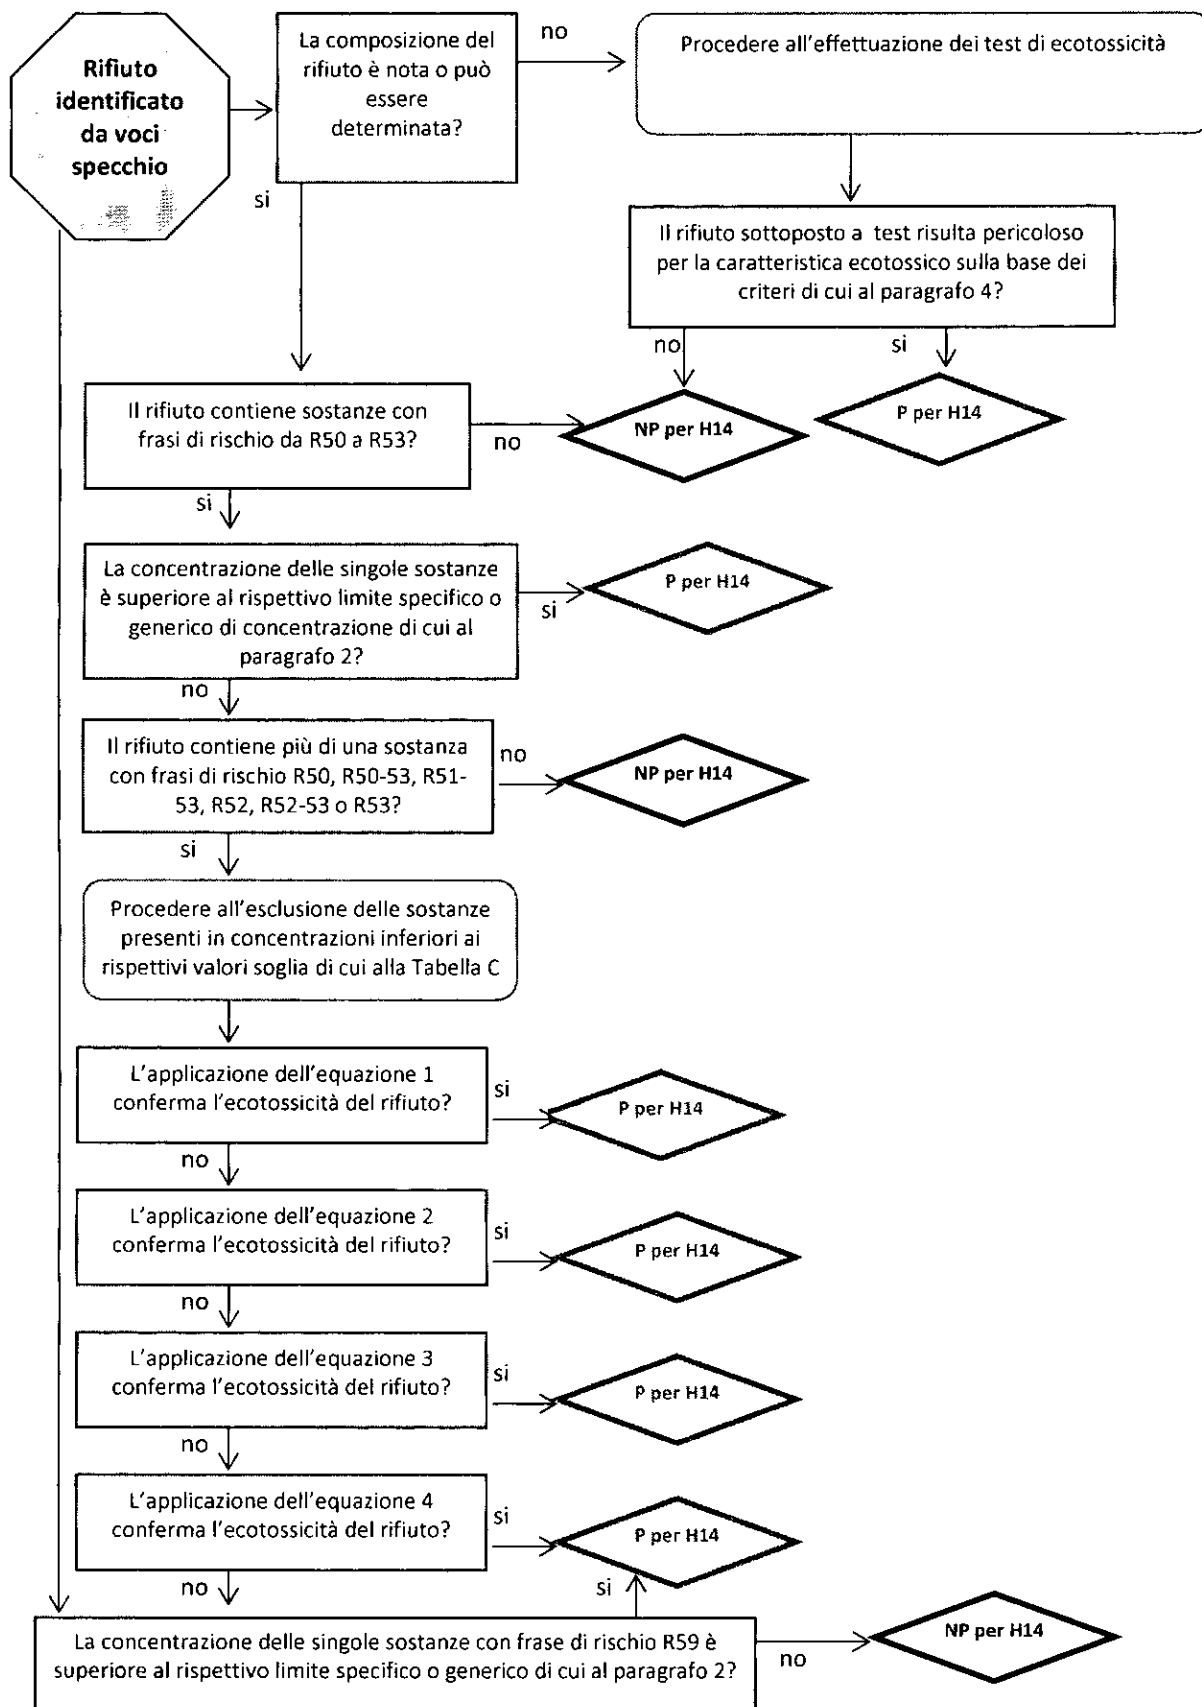 Rifiuto
identificato
da voci
specchio
La composizione del
rifiuto è nota o può
essere
determinata?
no
Procedere all'effettuazione dei test di ecotossicità
si
Il rifiuto sottoposto a test risulta pericoloso
per la caratteristica ecotossico sulla base dei
criteri di cui al paragrafo 4?
no
si
P per H14
Il rifiuto contiene sostanze con
frasi di rischio da R50 a R53?
no
NP per H14
si
La concentrazione delle singole sostanze
è superiore al rispettivo limite specifico o
generico di concentrazione di cui al
paragrafo 2?
si
P per H14
no
Il rifiuto contiene più di una sostanza
con frasi di rischio R50, R50-53, R51-
53, R52, R52-53 o R53?
no
NP per H14
si
Procedere all'esclusione delle sostanze
presenti in concentrazioni inferiori ai
rispettivi valori soglia di cui alla Tabella C
L'applicazione dell'equazione 1
conferma l'ecotossicità del rifiuto?
si
P per H14
no
L'applicazione dell'equazione 2
conferma l'ecotossicità del rifiuto?
si
P per H14
no
L'applicazione dell'equazione 3
conferma l'ecotossicità del rifiuto?
si
P per H14
no
L'applicazione dell'equazione 4
conferma l'ecotossicità del rifiuto?
si
P per H14
no
si
La concentrazione delle singole sostanze con frase di rischio R59 è
superiore al rispettivo limite specifico o generico di cui al paragrafo 2?
no
NP per H14